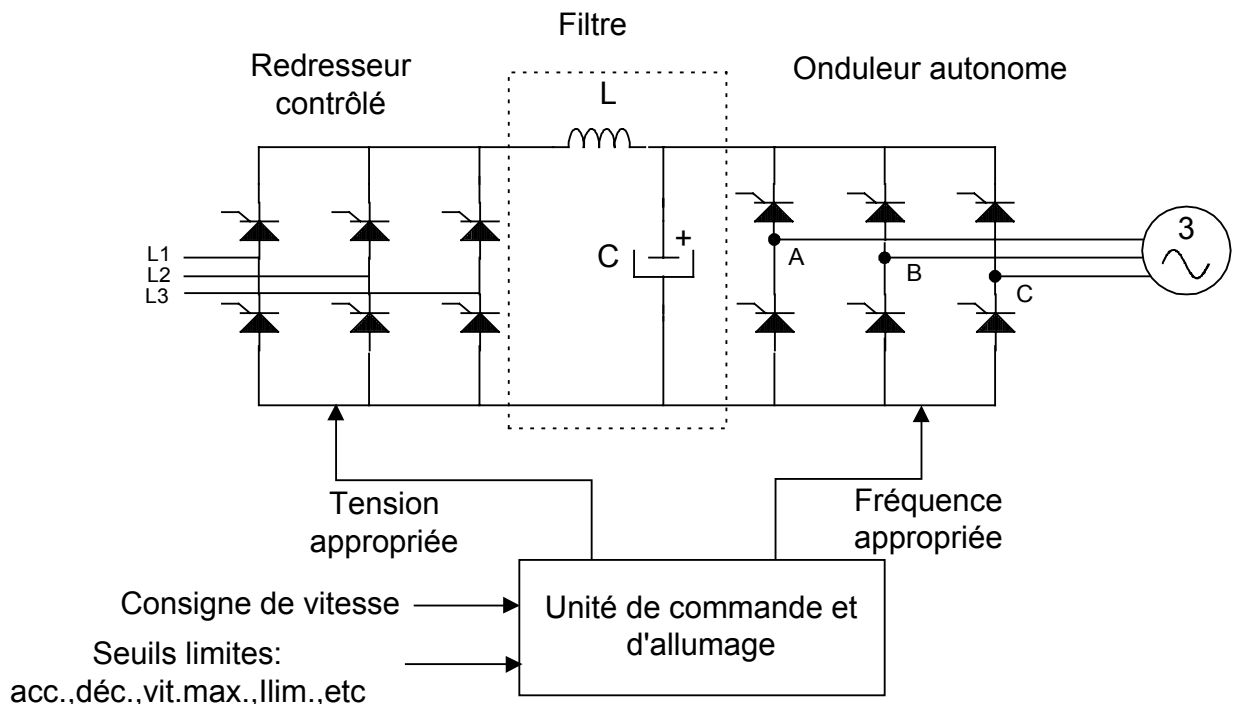 Filtre
Redresseur
contrôlé
Onduleur autonome
L
L1
L2
L3
C
+
A
B
C
3
Tension
appropriée
Fréquence
appropriée
Consigne de vitesse
Unité de commande et
d'allumage
Seuils limites:
acc.,déc.,vit.max.,Ilim.,etc